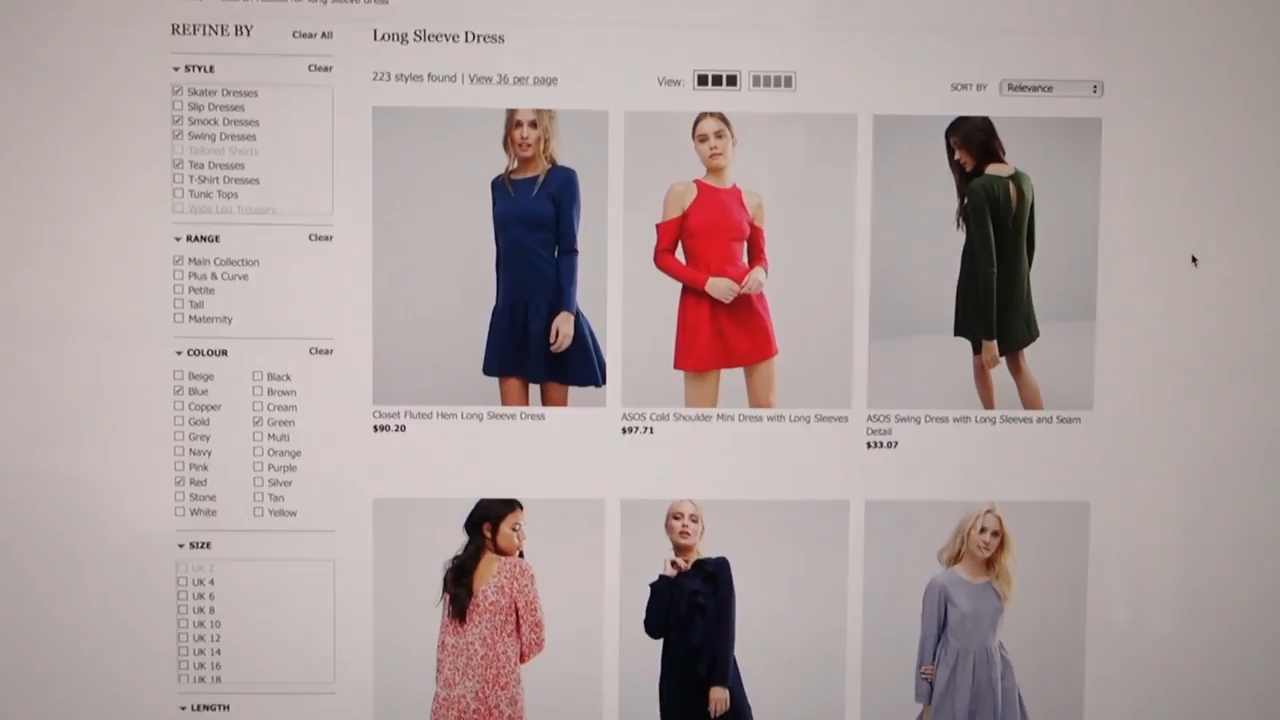 REFINE BY
Clear All
STYLE
Clear
Skater Dresses
Slip Dresses
Smock Dresses
Swing Dresses
Tailored Shorts
Tea Dresses
T-Shirt Dresses
Tunic Tops
Wide Leg Trousers
RANGE
Clear
Main Collection
Plus & Curve
Petite
Tall
Maternity
COLOUR
Clear
Beige
Black
Blue
Brown
Copper
Cream
Gold
Green
Grey
Multi
Navy
Orange
Pink
Purple
Red
Silver
Stone
Tan
White
Yellow
SIZE
UK 2
UK 4
UK 6
UK 8
UK 10
UK 12
UK 14
UK 16
UK 18
LENGTH
long sleeve dress
Long Sleeve Dress
223 styles found | View 36 per page
View:
SORT BY
Relevance
Closet Fluted Hem Long Sleeve Dress
$90.20
ASOS Cold Shoulder Mini Dress with Long Sleeves
$97.71
ASOS Swing Dress with Long Sleeves and Seam
Detail
$33.07